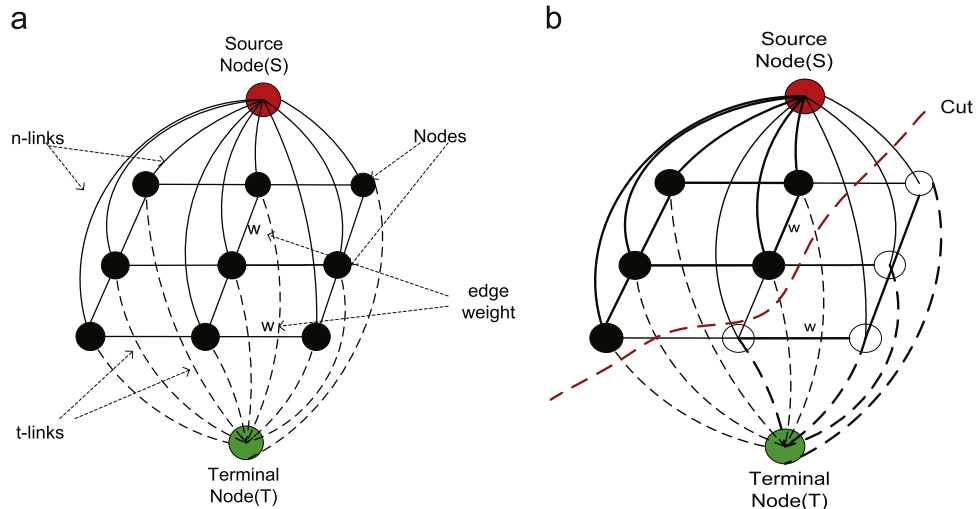 a
Source
Node(S)
n-links
Nodes
w
edge
weight
w
t-links
Terminal
Node(T)
b
Source
Node(S)
Cut
w
w
Terminal
Node(T)